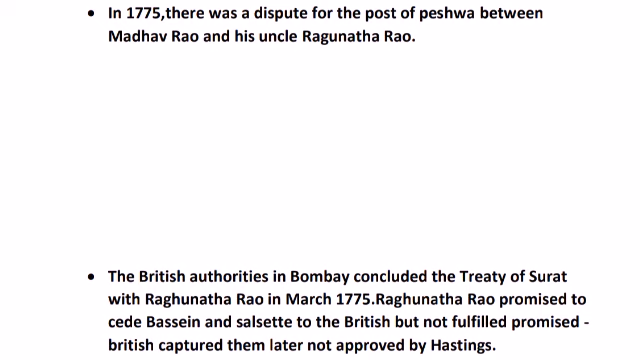 • In 1775,there was a dispute for the post of peshwa between
Madhav Rao and his uncle Ragunatha Rao.
• The British authorities in Bombay concluded the Treaty of Surat
with Raghunatha Rao in March 1775.Raghunatha Rao promised to
cede Bassein and salsette to the British but not fulfilled promised -
british captured them later not approved by Hastings.